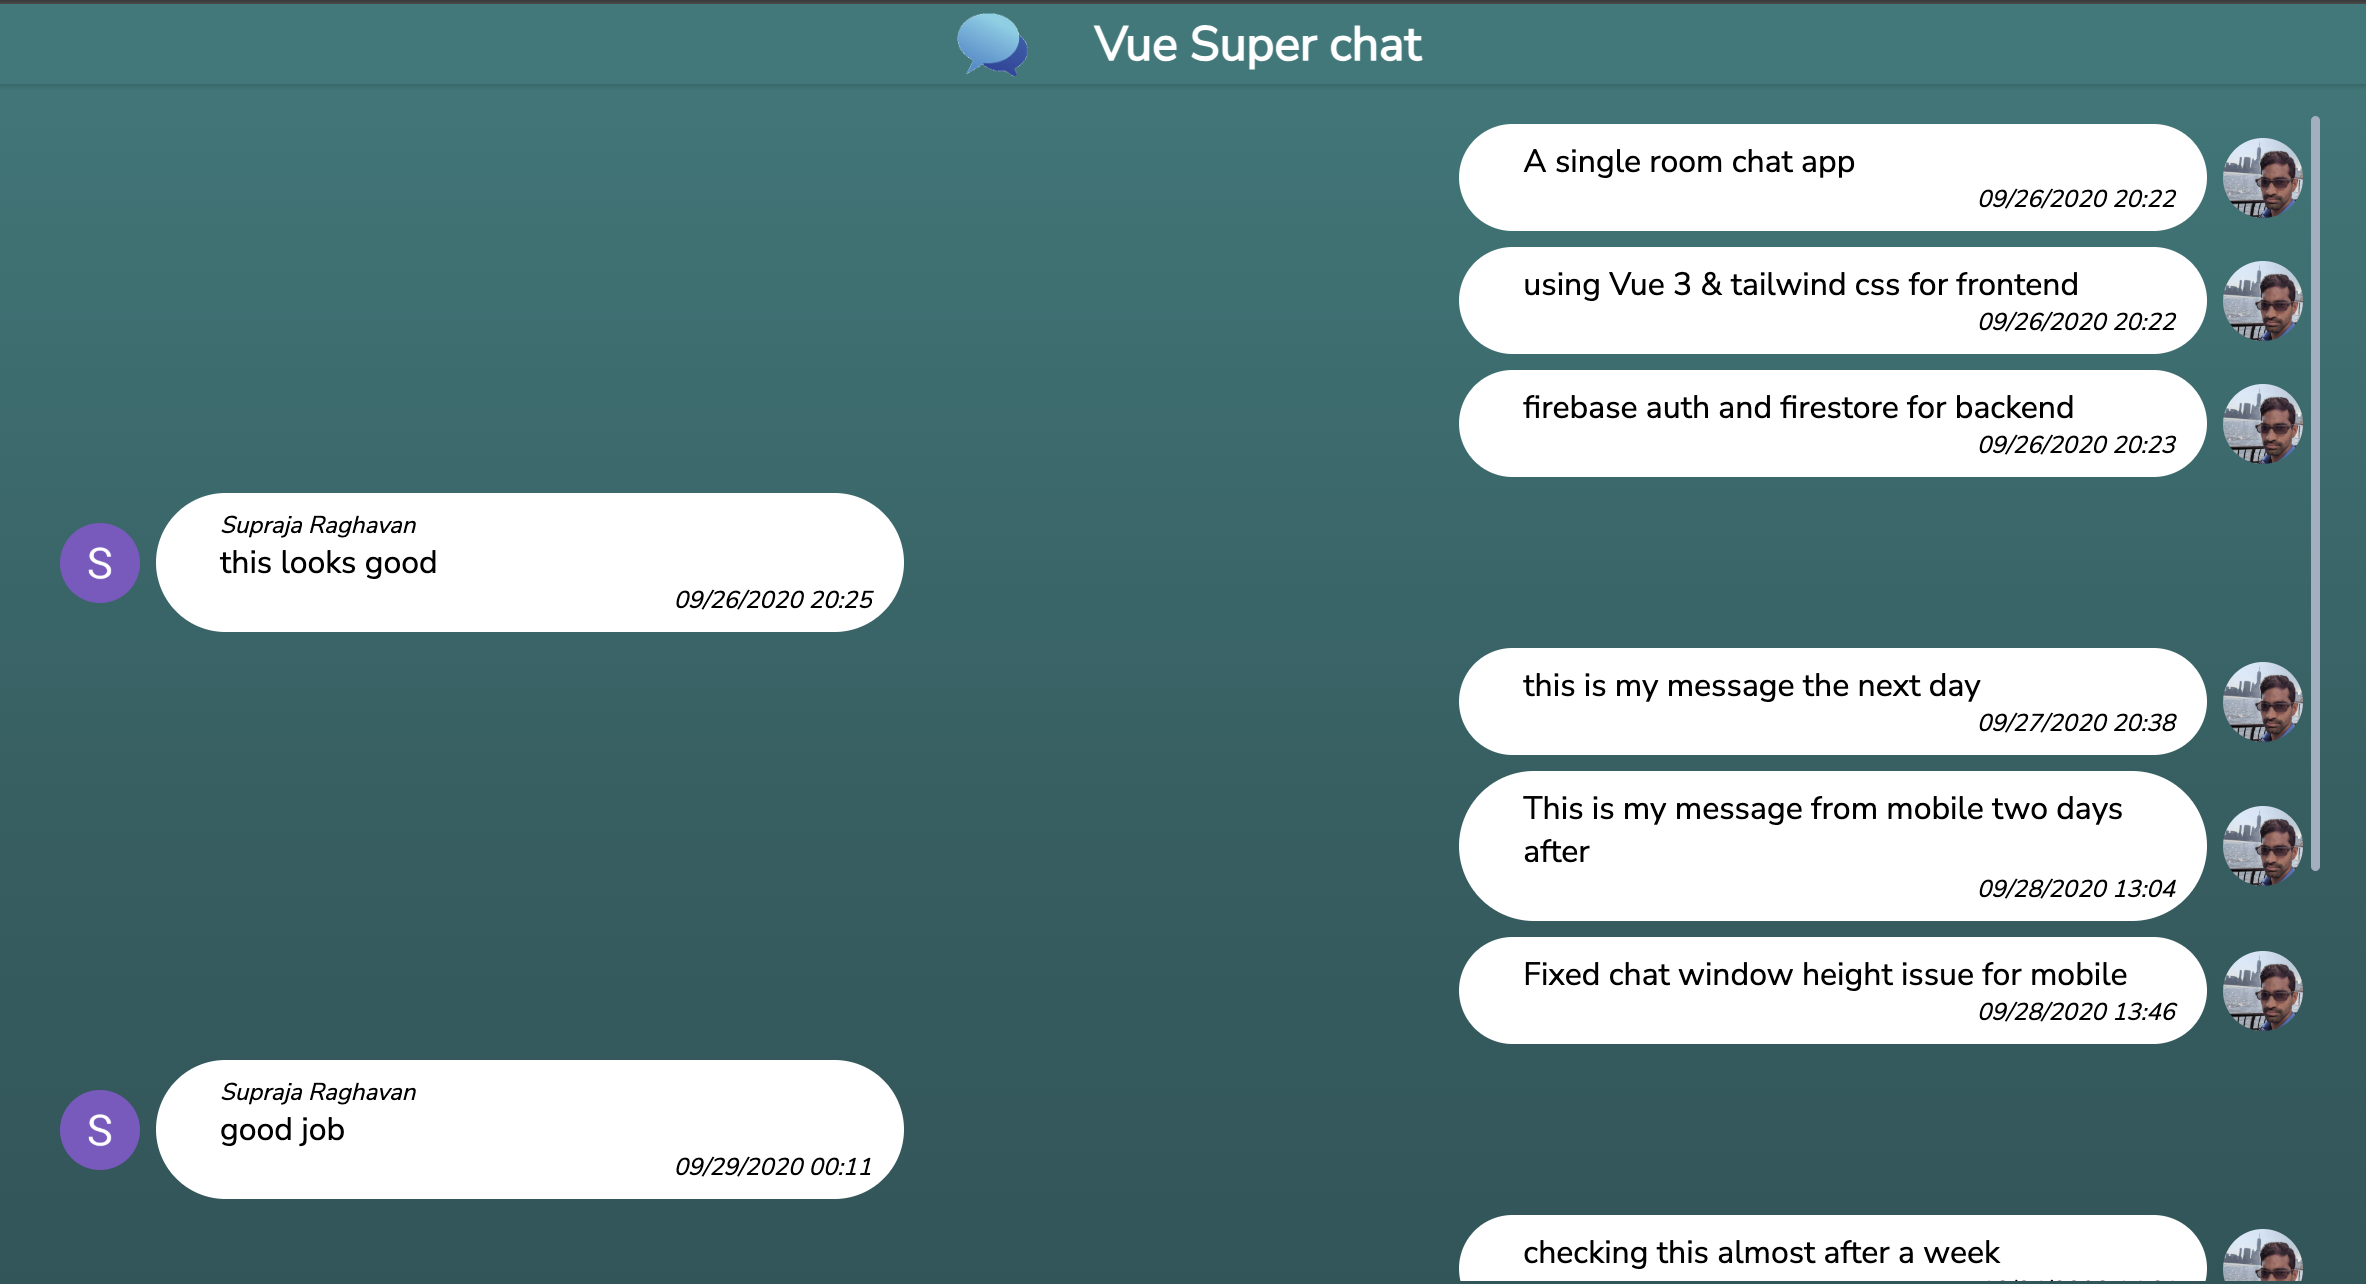 Vue Super chat
A single room chat app
09/26/2020 20:22
using Vue 3 & tailwind css for frontend
09/26/2020 20:22
firebase auth and firestore for backend
09/26/2020 20:23
S
Supraja Raghavan
this looks good
09/26/2020 20:25
this is my message the next day
09/27/2020 20:38
This is my message from mobile two days
after
09/28/2020 13:04
Fixed chat window height issue for mobile
09/28/2020 13:46
S
Supraja Raghavan
good job
09/29/2020 00:11
checking this almost after a week